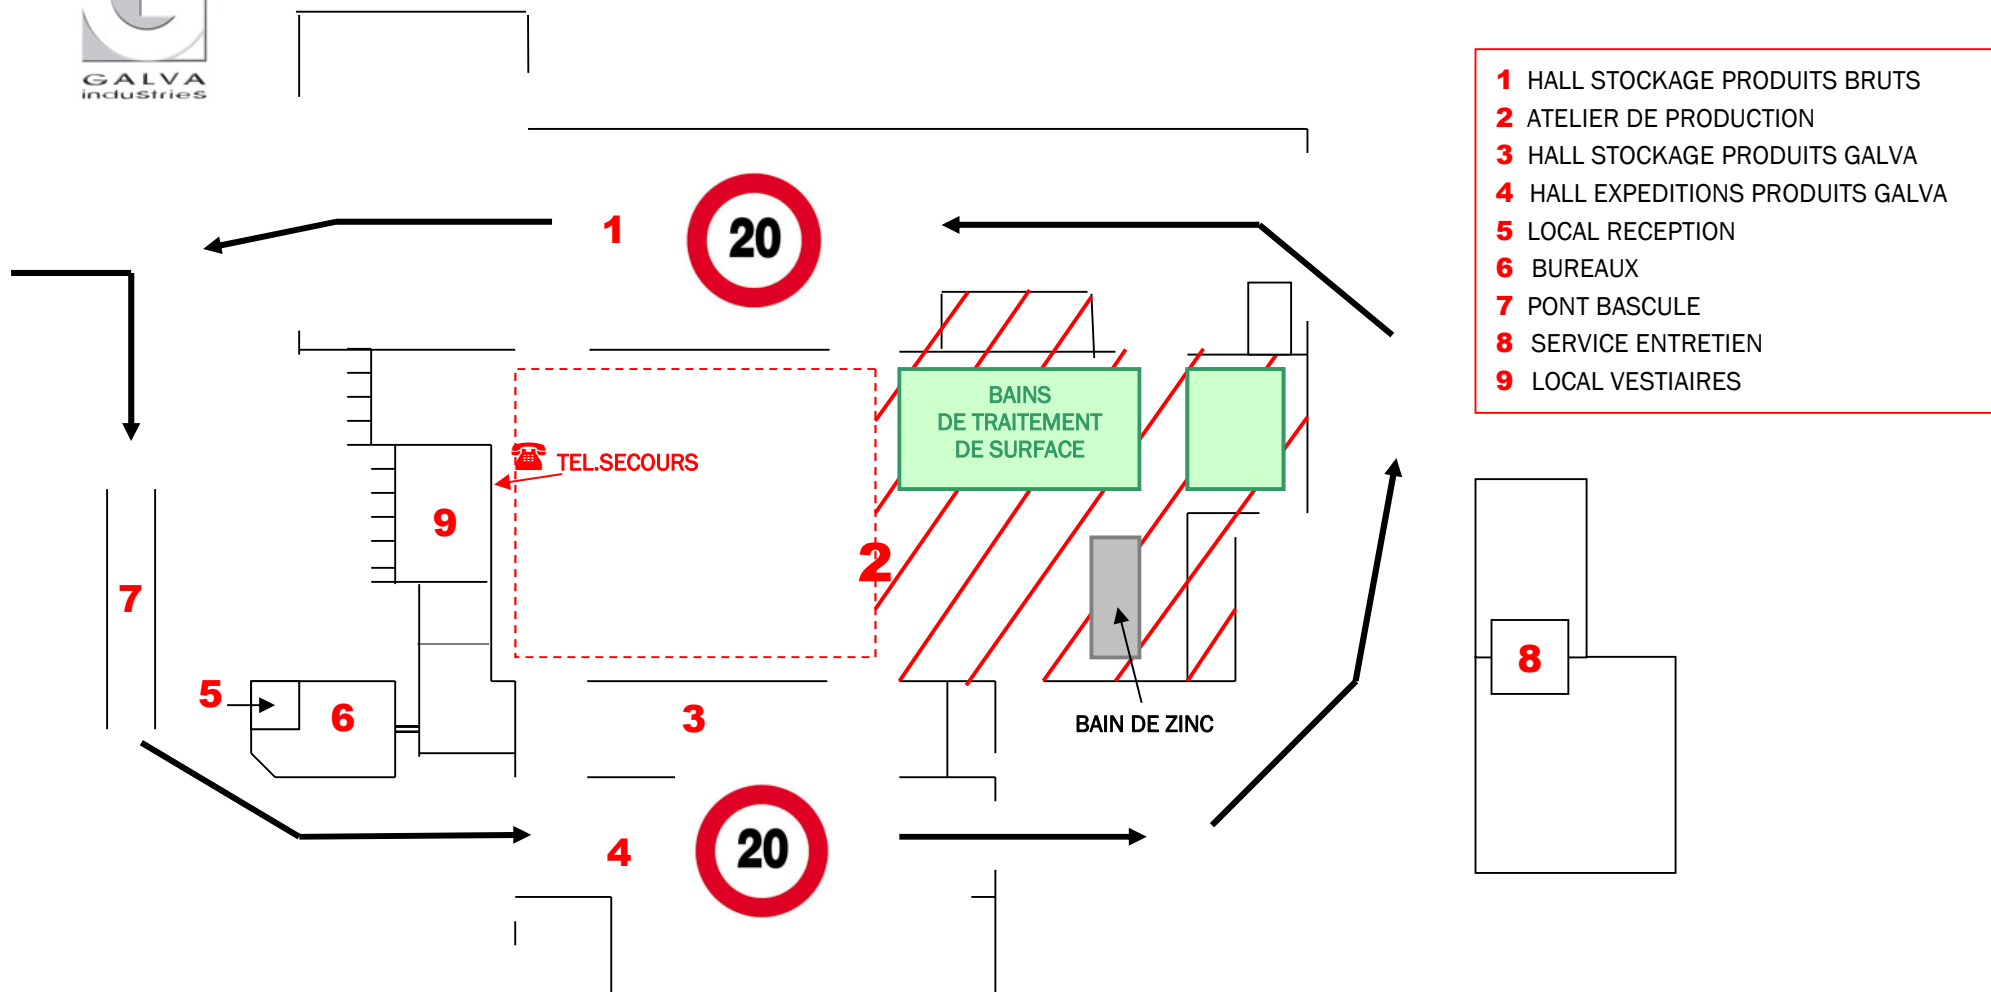 GALVA
industries
1 HALL STOCKAGE PRODUITS BRUTS
2 ATELIER DE PRODUCTION
3 HALL STOCKAGE PRODUITS GALVA
4 HALL EXPEDITIONS PRODUITS GALVA
5 LOCAL RECEPTION
6 BUREAUX
7 PONT BASCULE
8 SERVICE ENTRETIEN
9 LOCAL VESTIAIRES
1
20
BAINS
DE TRAITEMENT
DE SURFACE
TEL.SECOURS
9
2
7
8
5
6
3
BAIN DE ZINC
4
20